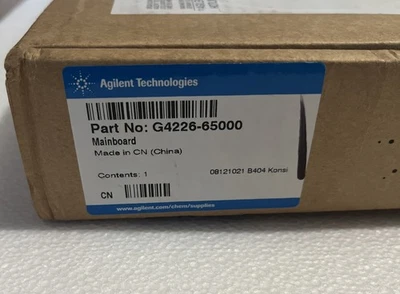 Agilent Technologies
Part No: G4226-65000
Mainboard
Made in CN (China)
Contents: 1
08121021 B404 Konsi
CN
www.agilent.com/chem/supplies